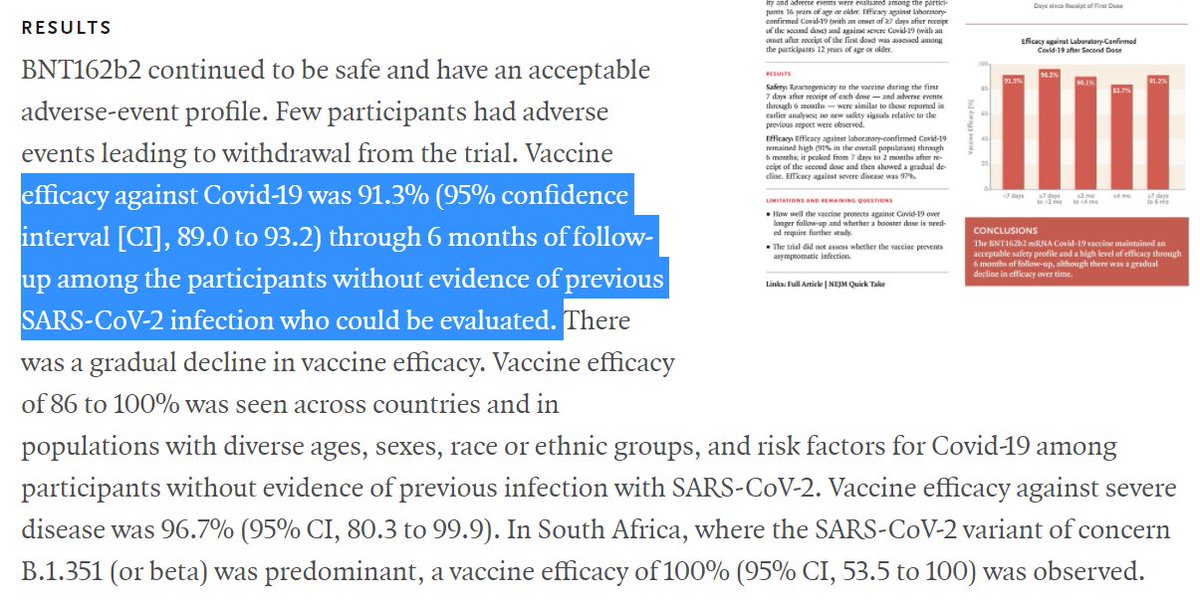 RESULTS
BNT162b2 continued to be safe and have an acceptable
adverse-event profile. Few participants had adverse
events leading to withdrawal from the trial. Vaccine
efficacy against Covid-19 was 91.3% (95% confidence
interval [CI], 89.0 to 93.2) through 6 months of follow-
up among the participants without evidence of previous
SARS-CoV-2 infection who could be evaluated. There
was a gradual decline in vaccine efficacy. Vaccine efficacy
of 86 to 100% was seen across countries and in
populations with diverse ages, sexes, race or ethnic groups, and risk factors for Covid-19 among
participants without evidence of previous infection with SARS-CoV-2. Vaccine efficacy against severe
disease was 96.7% (95% CI, 80.3 to 99.9). In South Africa, where the SARS-CoV-2 variant of concern
B.1.351 (or beta) was predominant, a vaccine efficacy of 100% (95% CI, 53.5 to 100) was observed.
ity and adverse events were evaluated among the partici-
pants 16 years of age or older. Efficacy against laboratory-
confirmed Covid-19 (with an onset of ≥7 days after receipt
of the second dose) and against severe Covid-19 (with an
onset after receipt of the first dose) was assessed among
the participants 12 years of age or older.
RESULTS
Safety: Reactogenicity to the vaccine during the first
7 days after receipt of each dose — and adverse events
through 6 months — were similar to those reported in
earlier analyses; no new safety signals relative to the
previous report were observed.
Efficacy: Efficacy against laboratory-confirmed Covid-19
remained high (91% in the overall population) through
6 months; it peaked from 7 days to 2 months after re-
ceipt of the second dose and then showed a gradual de-
cline. Efficacy against severe disease was 97%.
LIMITATIONS AND REMAINING QUESTIONS
▪ How well the vaccine protects against Covid-19 over
longer follow-up and whether a booster dose is need-
ed require further study.
▪ The trial did not assess whether the vaccine prevents
asymptomatic infection.
Links: Full Article | NEJM Quick Take
Days since Receipt of First Dose
Efficacy against Laboratory-Confirmed
Covid-19 after Second Dose
Vaccine Efficacy (%)
100
80
60
40
20
0
91.5% 96.2% 90.1% 83.7% 91.2%
<7 days ≥7 days ≥2 mo ≥4 mo ≥7 days
to <2 mo to <4 mo to 6 mo
CONCLUSIONS
The BNT162b2 mRNA Covid-19 vaccine maintained an
acceptable safety profile and a high level of efficacy through
6 months of follow-up, although there was a gradual
decline in efficacy over time.